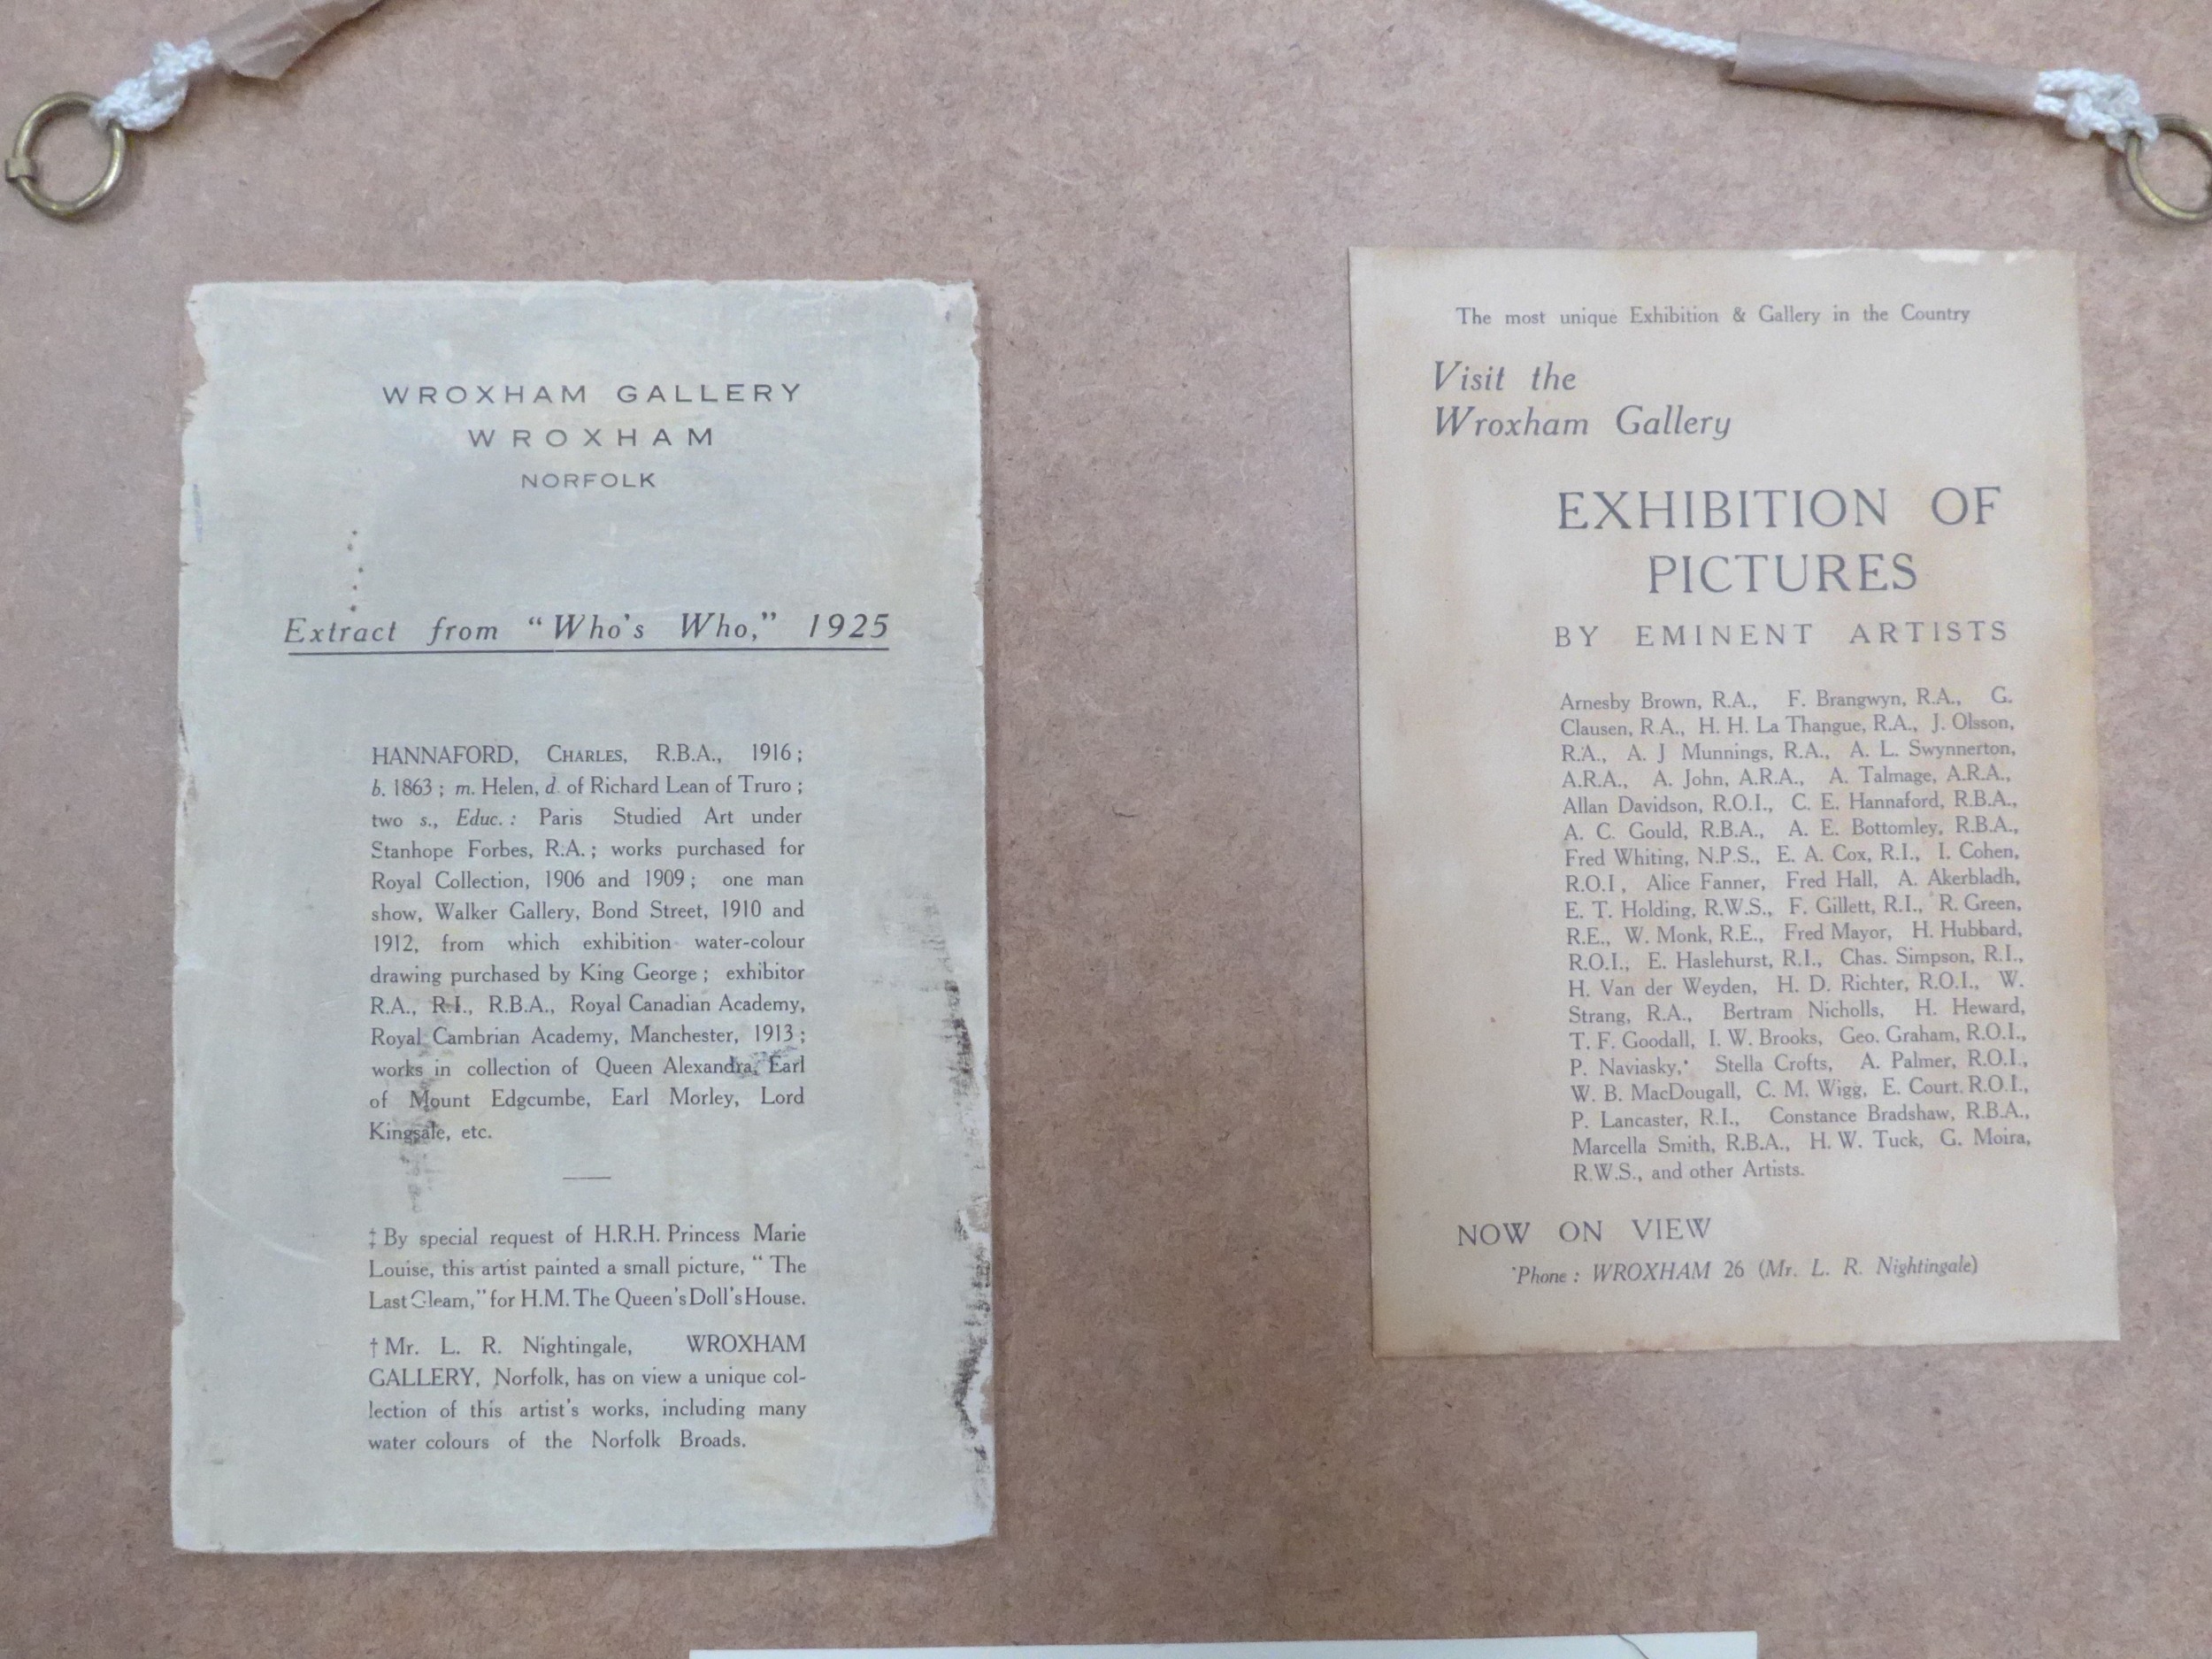 WROXHAM GALLERY
WROXHAM
NORFOLK
Extract from "Who's Who," 1925
HANNAFORD, CHARLES, R.B.A., 1916;
b. 1863; m. Helen, d. of Richard Lean of Truro;
two s., Educ.: Paris Studied Art under
Stanhope Forbes, R.A.; works purchased for
Royal Collection, 1906 and 1909; one man
show, Walker Gallery, Bond Street, 1910 and
1912, from which exhibition water-colour
drawing purchased by King George; exhibitor
R.A., R.I., R.B.A., Royal Canadian Academy,
Royal Cambrian Academy, Manchester, 1913;
works in collection of Queen Alexandra, Earl
of Mount Edgcumbe, Earl Morley, Lord
Kingsale, etc.
‡ By special request of H.R.H. Princess Marie
Louise, this artist painted a small picture, "The
Last Gleam," for H.M. The Queen's Doll's House.
† Mr. L. R. Nightingale, WROXHAM
GALLERY, Norfolk, has on view a unique col-
lection of this artist's works, including many
water colours of the Norfolk Broads.
The most unique Exhibition & Gallery in the Country
Visit the
Wroxham Gallery
EXHIBITION OF
PICTURES
BY EMINENT ARTISTS
Arnesby Brown, R.A., F. Brangwyn, R.A., G.
Clausen, R.A., H. H. La Thangue, R.A., J. Olsson,
R.A., A. J Munnings, R.A., A. L. Swynnerton,
A.R.A., A. John, A.R.A., A. Talmage, A.R.A.,
Allan Davidson, R.O.I., C. E. Hannaford, R.B.A.,
A. C. Gould, R.B.A., A. E. Bottomley, R.B.A.,
Fred Whiting, N.P.S., E. A. Cox, R.I., I. Cohen,
R.O.I, Alice Fanner, Fred Hall, A. Akerbladh,
E. T. Holding, R.W.S., F. Gillett, R.I., R. Green,
R.E., W. Monk, R.E., Fred Mayor, H. Hubbard,
R.O.I., E. Haslehurst, R.I., Chas. Simpson, R.I.,
H. Van der Weyden, H. D. Richter, R.O.I., W.
Strang, R.A., Bertram Nicholls, H. Heward,
T. F. Goodall, I. W. Brooks, Geo. Graham, R.O.I.,
P. Naviasky, Stella Crofts, A. Palmer, R.O.I.,
W. B. MacDougall, C. M. Wigg, E. Court. R.O.I.,
P. Lancaster, R.I., Constance Bradshaw, R.B.A.,
Marcella Smith, R.B.A., H. W. Tuck, G. Moira,
R.W.S., and other Artists.
NOW ON VIEW
'Phone: WROXHAM 26 (Mr. L. R. Nightingale)